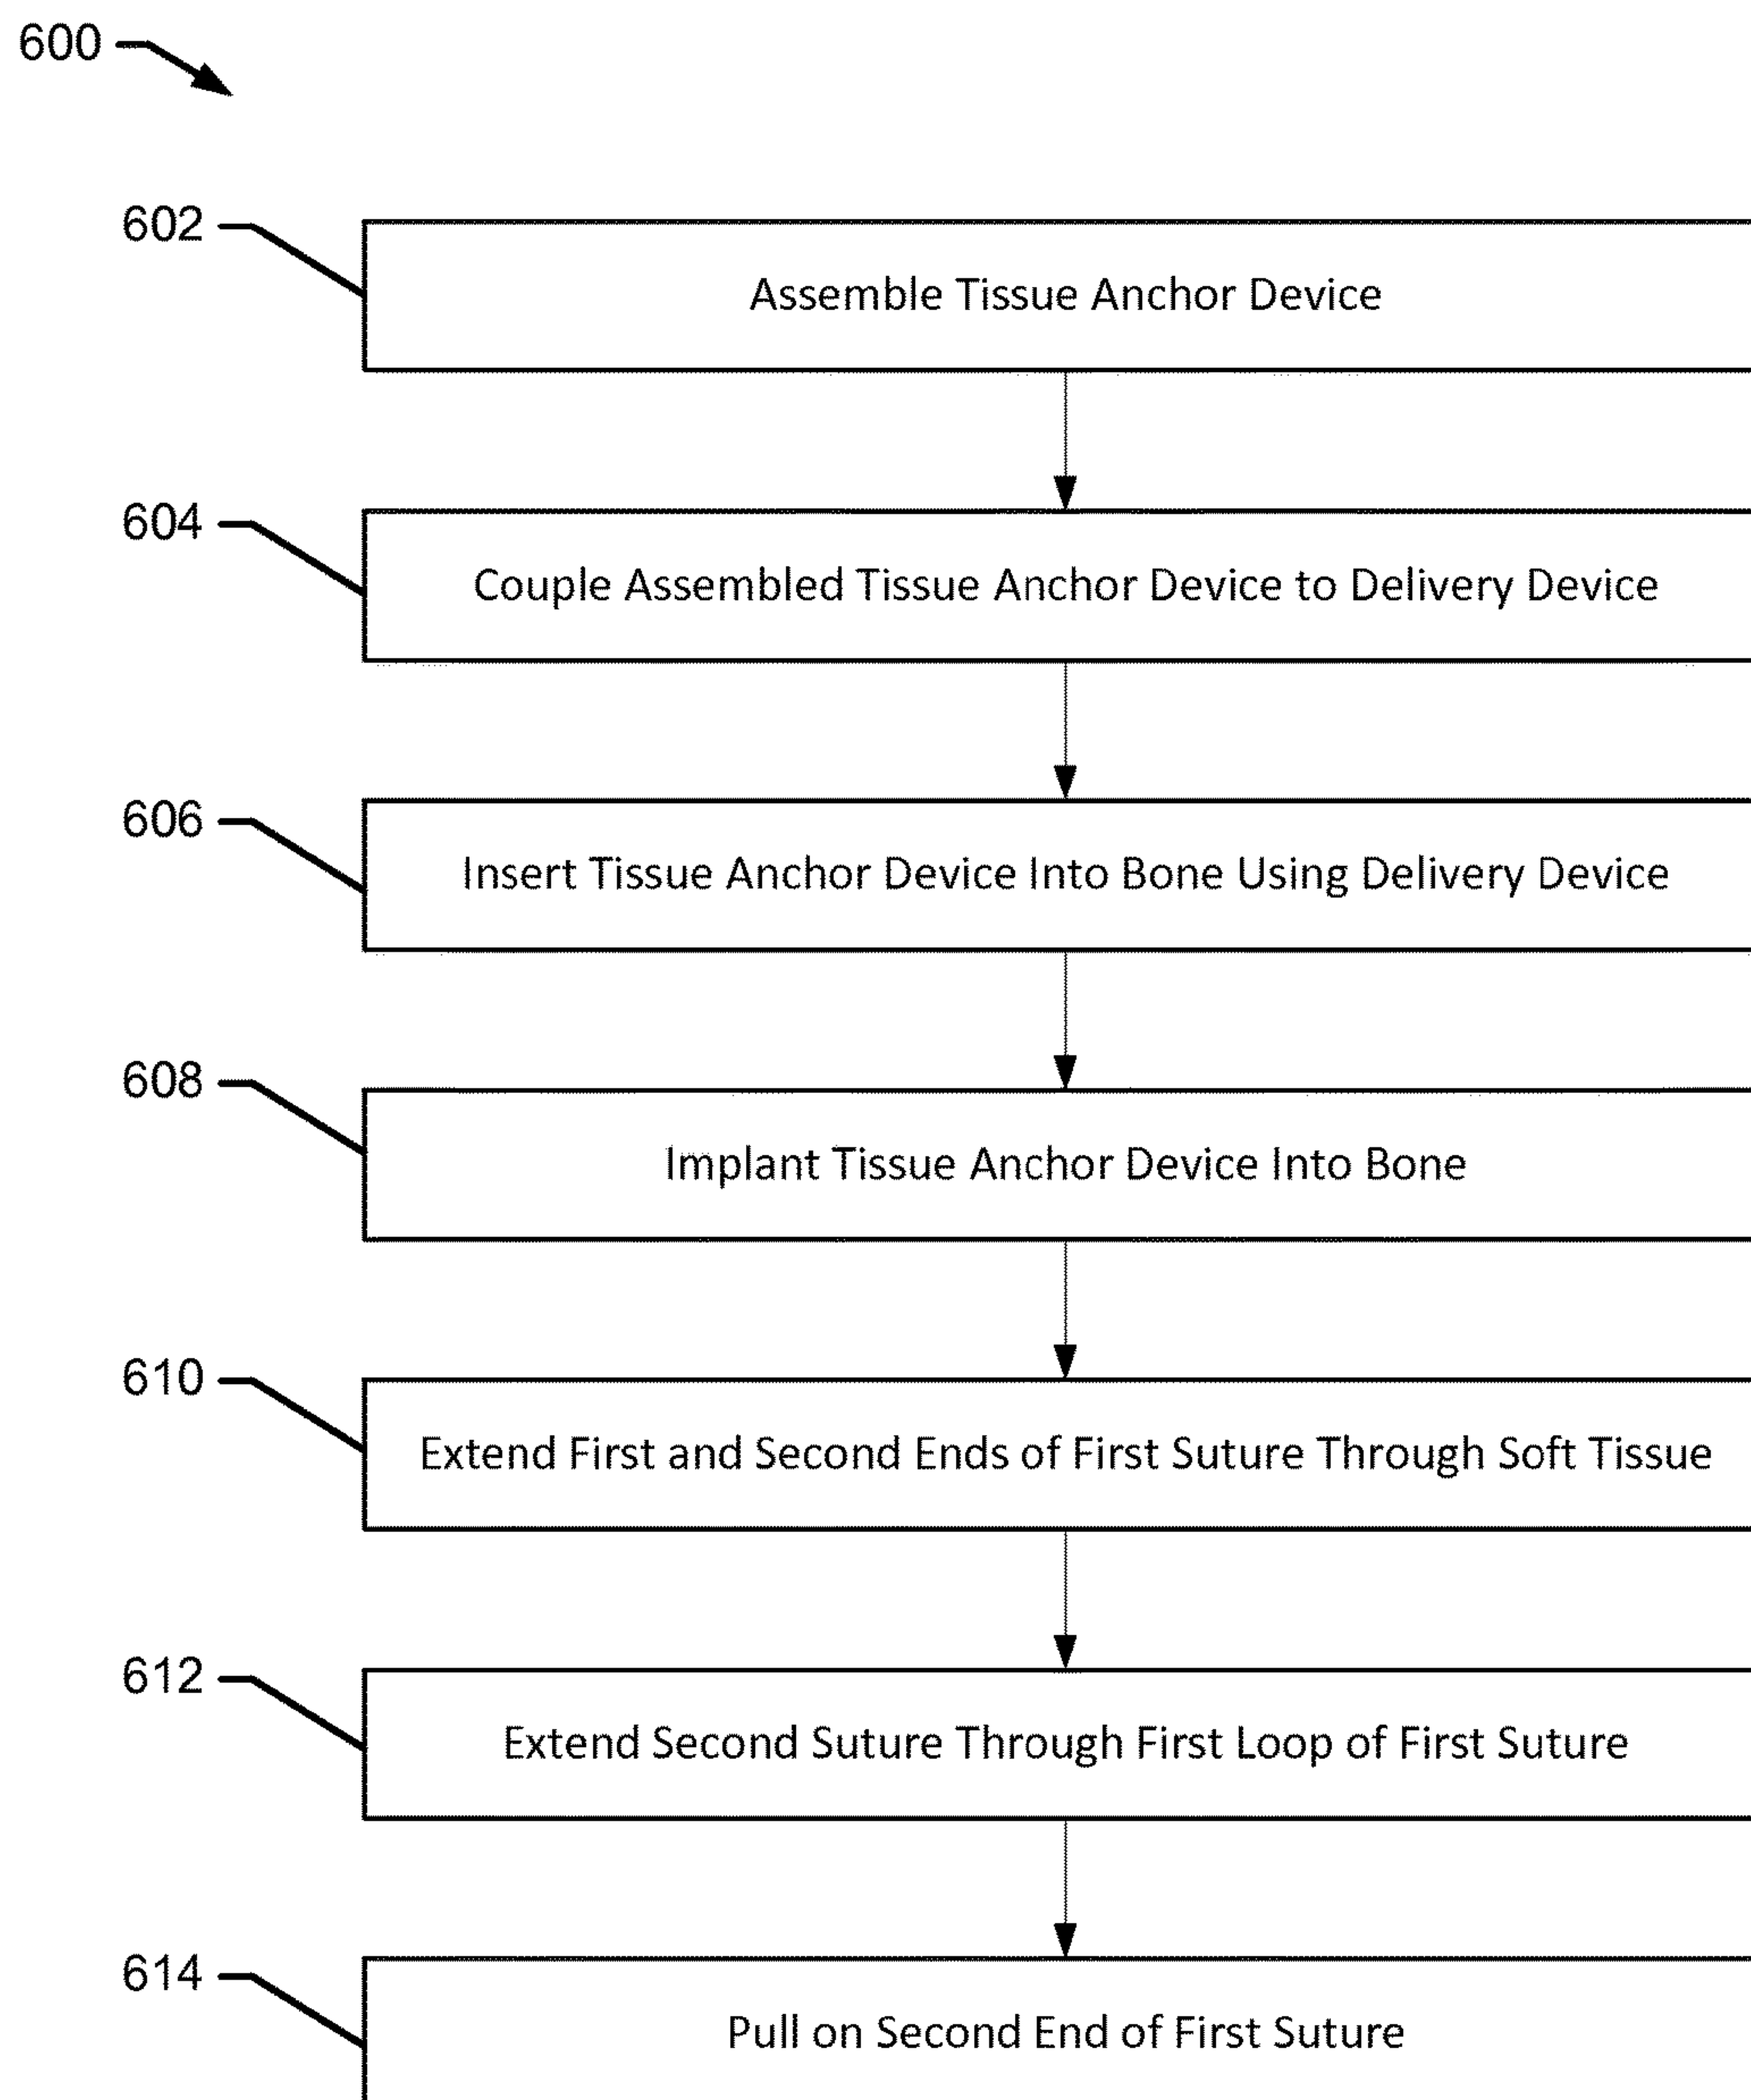 600
602
Assemble Tissue Anchor Device
604
Couple Assembled Tissue Anchor Device to Delivery Device
606
Insert Tissue Anchor Device Into Bone Using Delivery Device
608
Implant Tissue Anchor Device Into Bone
610
Extend First and Second Ends of First Suture Through Soft Tissue
612
Extend Second Suture Through First Loop of First Suture
614
Pull on Second End of First Suture